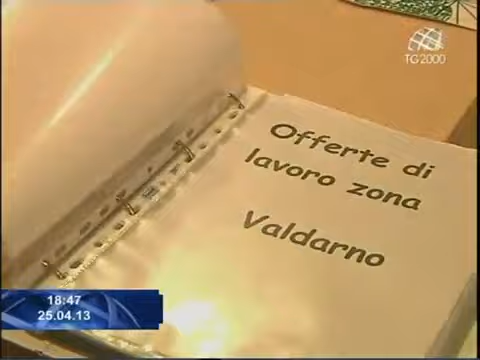 TG2000
Offerte di
lavoro zona
Valdarno
18:47
25.04.13